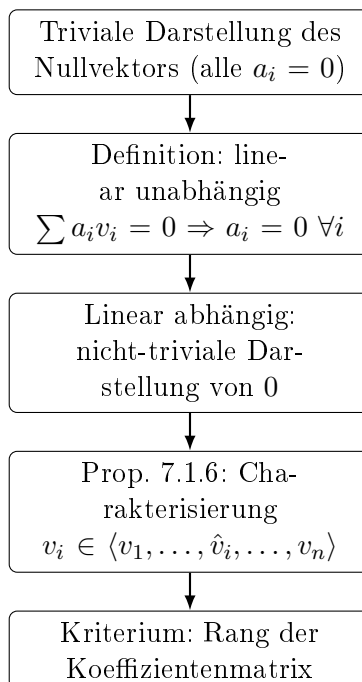 Triviale Darstellung des
Nullvektors (alle $a_i = 0$)
Definition: line-
ar unabhängig
$\sum a_i v_i = 0 \Rightarrow a_i = 0 \; \forall i$
Linear abhängig:
nicht-triviale Dar-
stellung von 0
Prop. 7.1.6: Cha-
rakterisierung
$v_i \in \langle v_1, \ldots, \hat{v}_i, \ldots, v_n \rangle$
Kriterium: Rang der
Koeffizientenmatrix